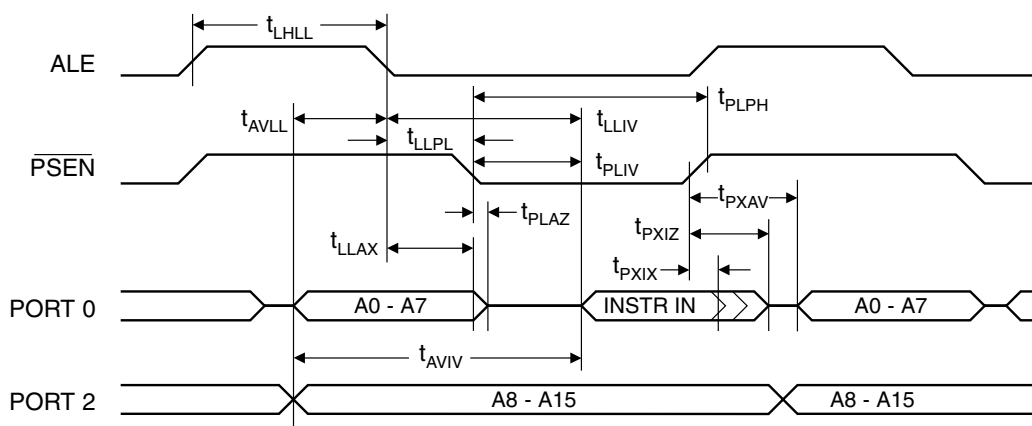 tLHLL
ALE
tPLPH
tAVLL
tLLIV
tLLPL
PSEN
tPLIV
tPXAV
tPLAZ
tLLAX
tPXIZ
tPXIX
PORT 0
A0 - A7
INSTR IN
A0 - A7
tAVIV
PORT 2
A8 - A15
A8 - A15